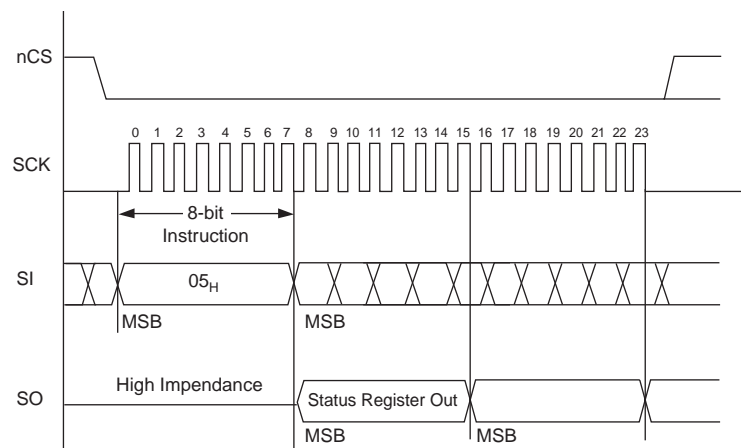 nCS
0 1 2 3 4 5 6 7 8 9 10 11 12 13 14 15 16 17 18 19 20 21 22 23
SCK
8-bit
Instruction
SI
05H
MSB
MSB
High Impendance
SO
Status Register Out
MSB
MSB